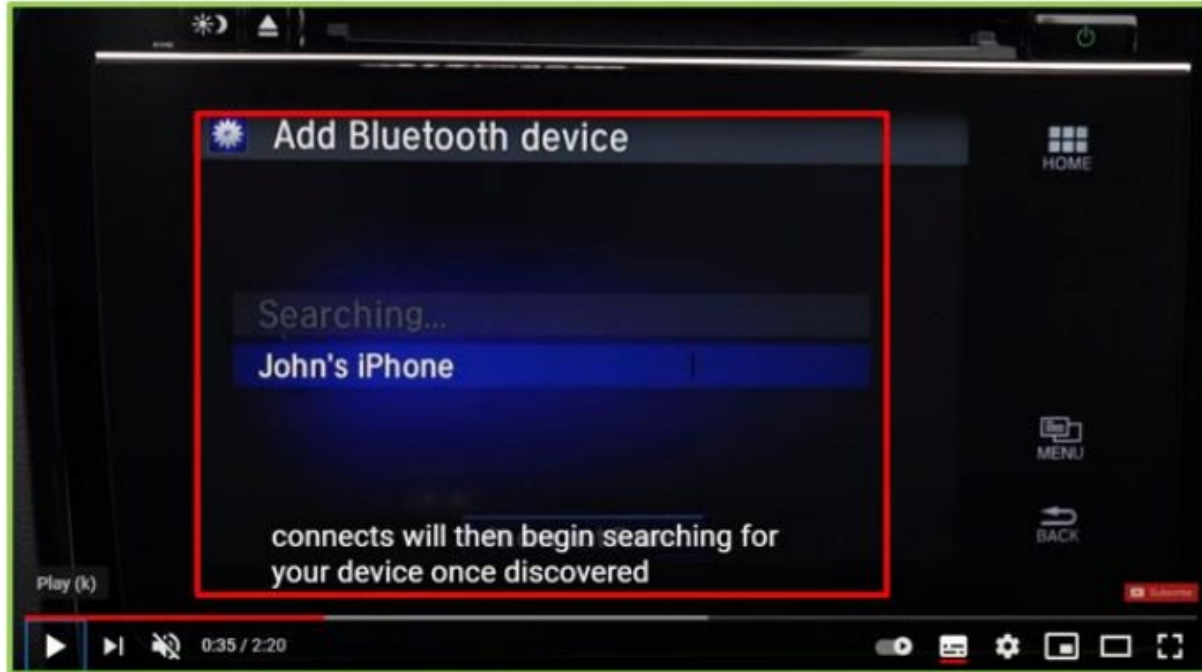 Add Bluetooth device
HOME
Searching...
John's iPhone
MENU
connects will then begin searching for
your device once discovered
BACK
Play (k)
Subscribe
0:35 / 2:20